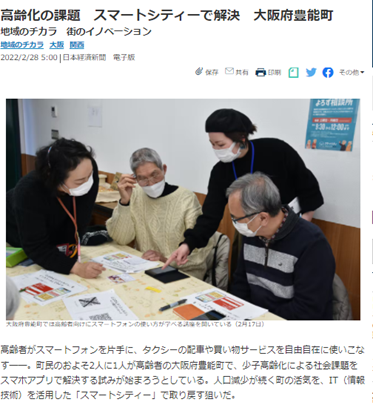 高齢化の課題　スマートシティーで解決　大阪府豊能町
地域のチカラ　街のイノベーション
地域のチカラ 大阪 関西
2022/2/28 5:00 | 日本経済新聞　電子版
保存 共有 印刷 その他
よろず相談所
大阪府豊能町では高齢者向けにスマートフォンの使い方が学べる講座を開いている（2月17日）
高齢者がスマートフォンを片手に、タクシーの配車や買い物サービスを自由自在に使いこな
す――。町民のおよそ2人に1人が高齢者の大阪府豊能町で、少子高齢化による社会課題を
スマホアプリで解決する試みが始まろうとしている。人口減少が続く町の活気を、IT（情報
技術）を活用した「スマートシティー」で取り戻す狙いだ。